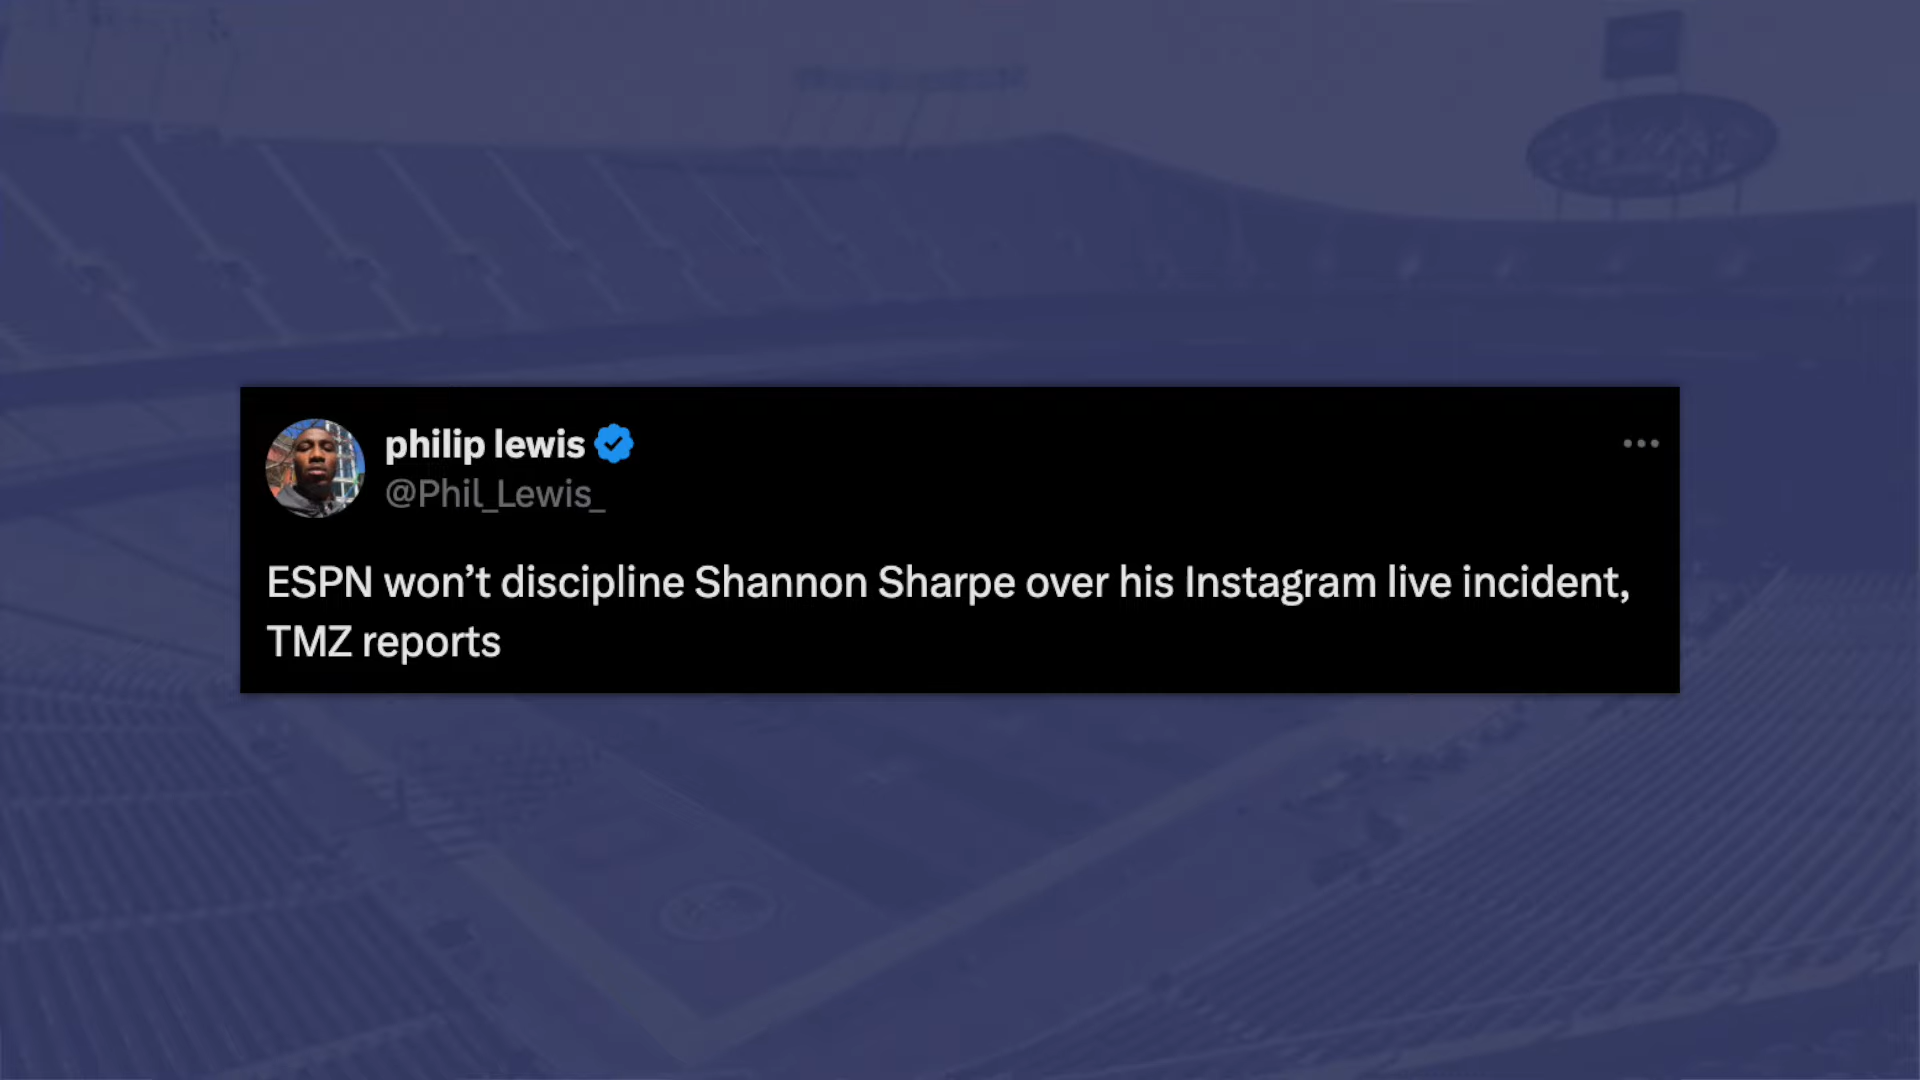 philip lewis
@Phil_Lewis_
ESPN won’t discipline Shannon Sharpe over his Instagram live incident,
TMZ reports